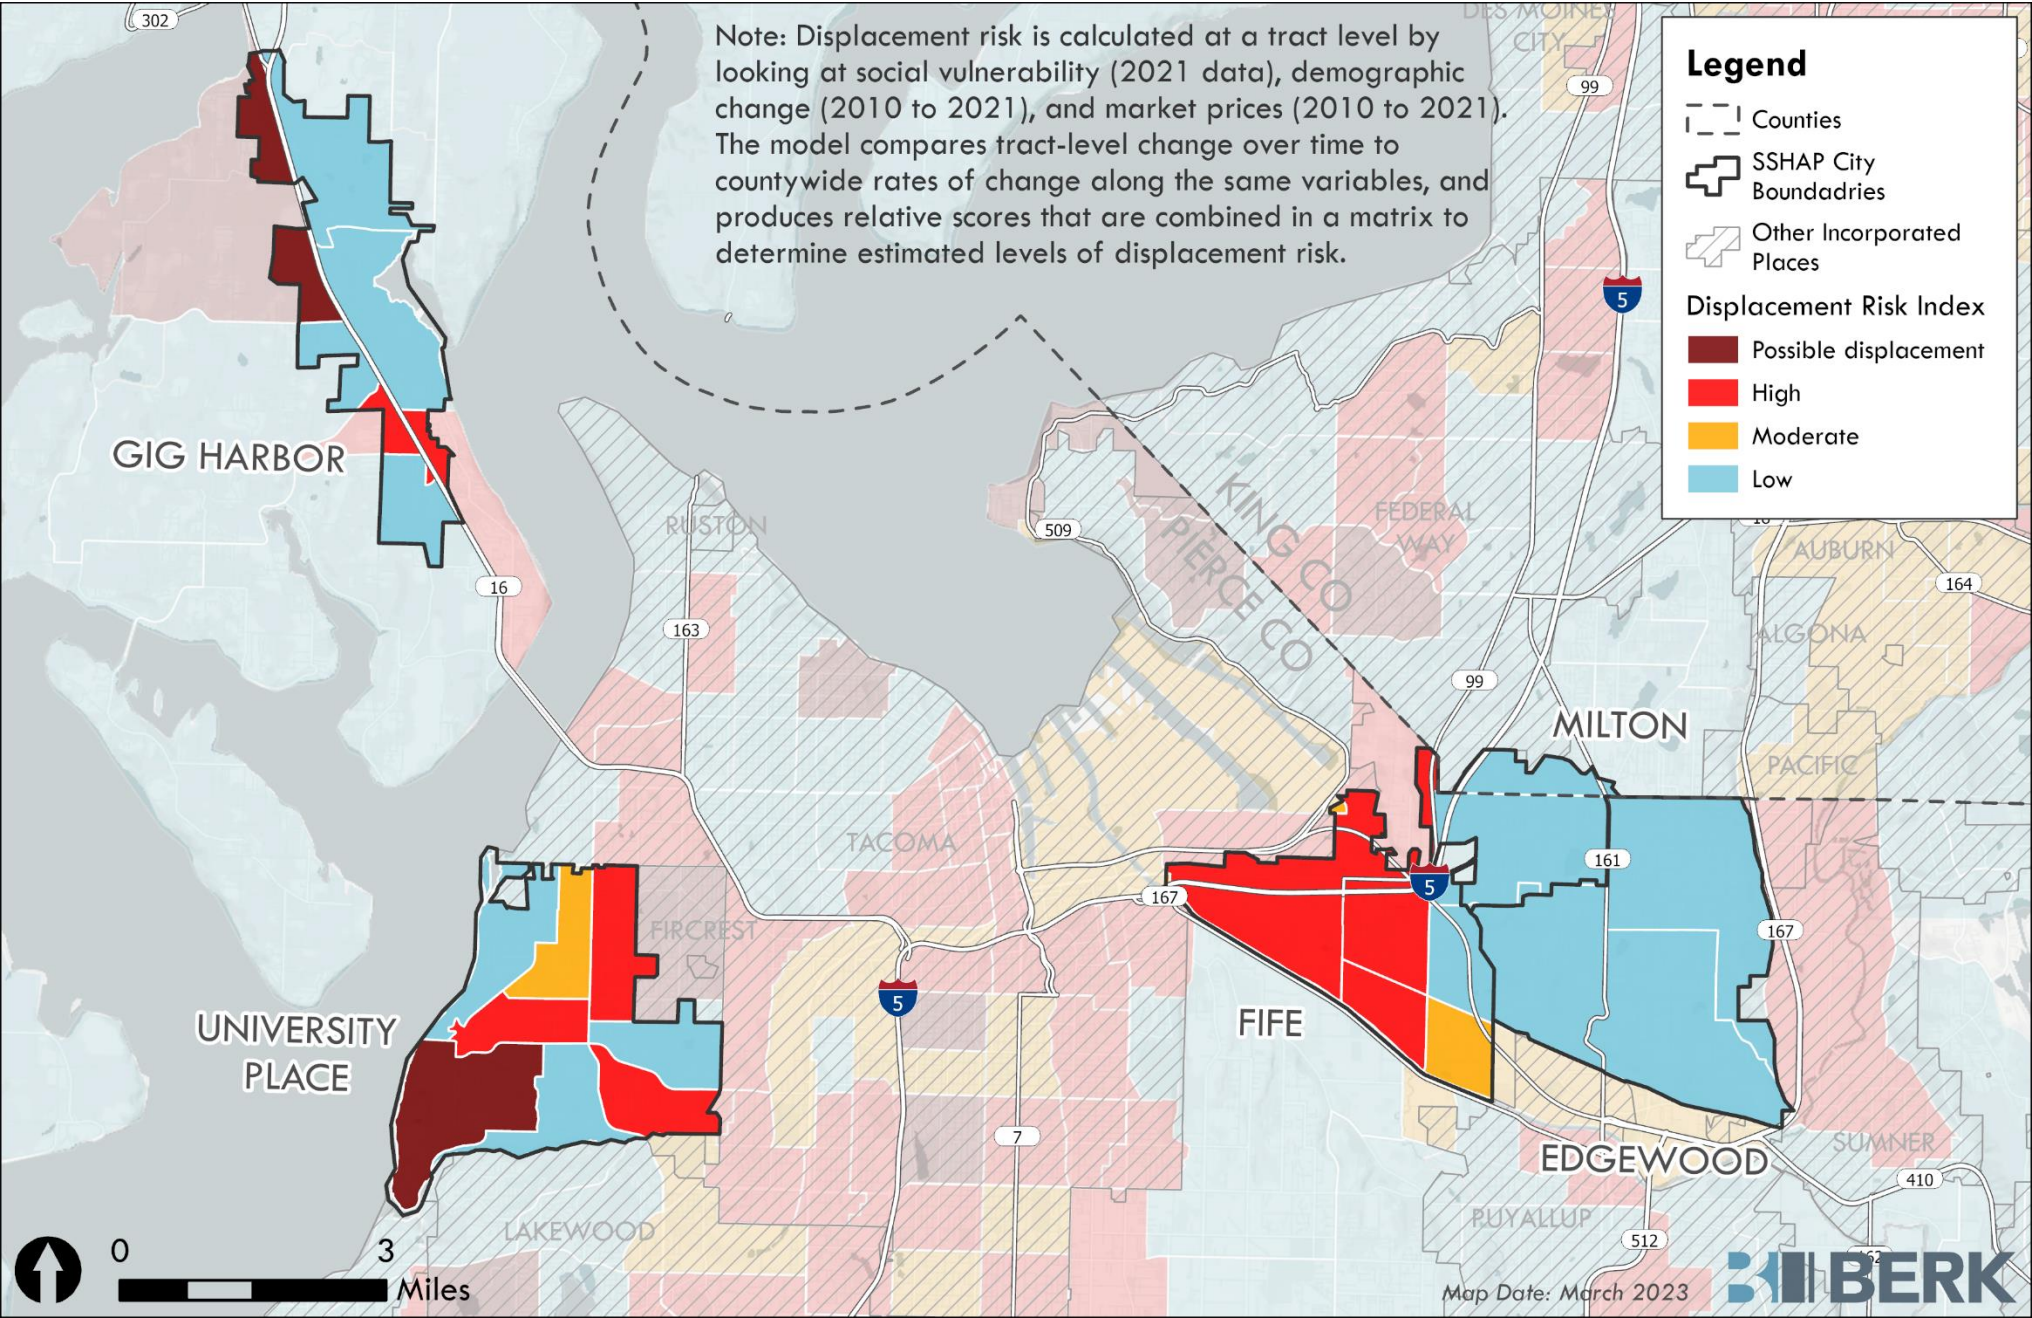 302
Note: Displacement risk is calculated at a tract level by
looking at social vulnerability (2021 data), demographic
change (2010 to 2021), and market prices (2010 to 2021).
The model compares tract-level change over time to
countywide rates of change along the same variables, and
produces relative scores that are combined in a matrix to
determine estimated levels of displacement risk.
DES MOINES
CITY
99
5
Legend
Counties
SSHAP City
Boundadries
Other Incorporated
Places
Displacement Risk Index
Possible displacement
High
Moderate
Low
GIG HARBOR
16
RUSTON
163
509
KING CO
PIERCE CO
FEDERAL
WAY
AUBURN
164
ALGONA
99
MILTON
PACIFIC
TACOMA
161
5
167
167
FIRCREST
5
UNIVERSITY
PLACE
FIFE
7
EDGEWOOD
SUMNER
410
LAKEWOOD
PUYALLUP
512
0
3
Miles
Map Date: March 2023
BERK